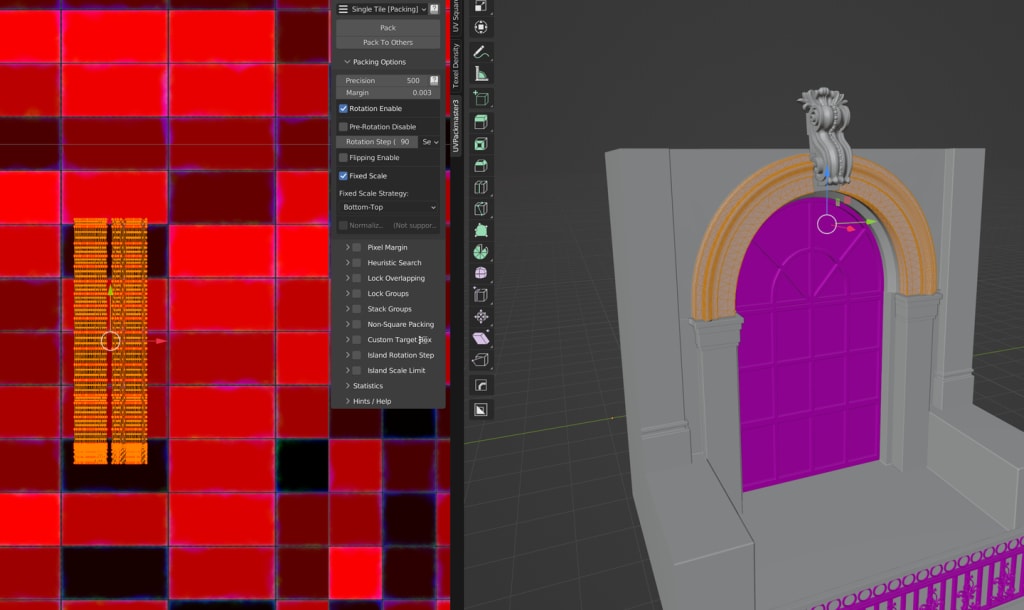 Single Tile [Packing]
?
Pack
Pack To Others
Packing Options
Precision 500
?
Margin 0.003
Rotation Enable
Pre-Rotation Disable
Rotation Step ( 90
Se
Flipping Enable
Fixed Scale
Fixed Scale Strategy:
Bottom-Top
Normaliz... (Not suppor...
Pixel Margin
Heuristic Search
Lock Overlapping
Lock Groups
Stack Groups
Non-Square Packing
Custom Target Box
Island Rotation Step
Island Scale Limit
Statistics
Hints / Help
UV Square
Texel Density
UVPackmaster3